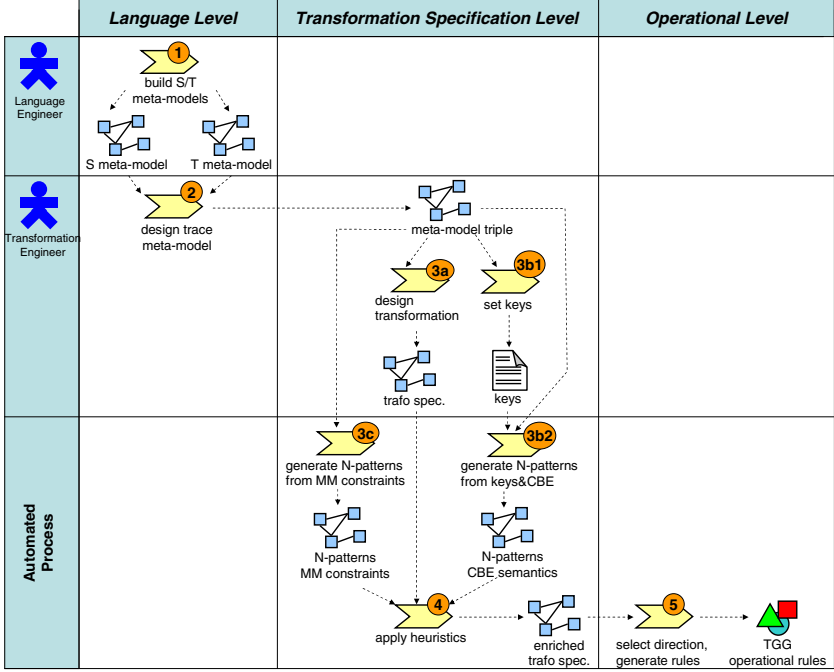 Language Level
Transformation Specification Level
Operational Level
1
build S/T
meta-models
Language
Engineer
S meta-model
T meta-model
2
design trace
meta-model
meta-model triple
Transformation
Engineer
3a
design
transformation
3b1
set keys
trafo spec.
keys
Automated
Process
3c
generate N-patterns
from MM constraints
3b2
generate N-patterns
from keys&CBE
N-patterns
MM constraints
N-patterns
CBE semantics
4
apply heuristics
enriched
trafo spec.
5
select direction,
generate rules
TGG
operational rules